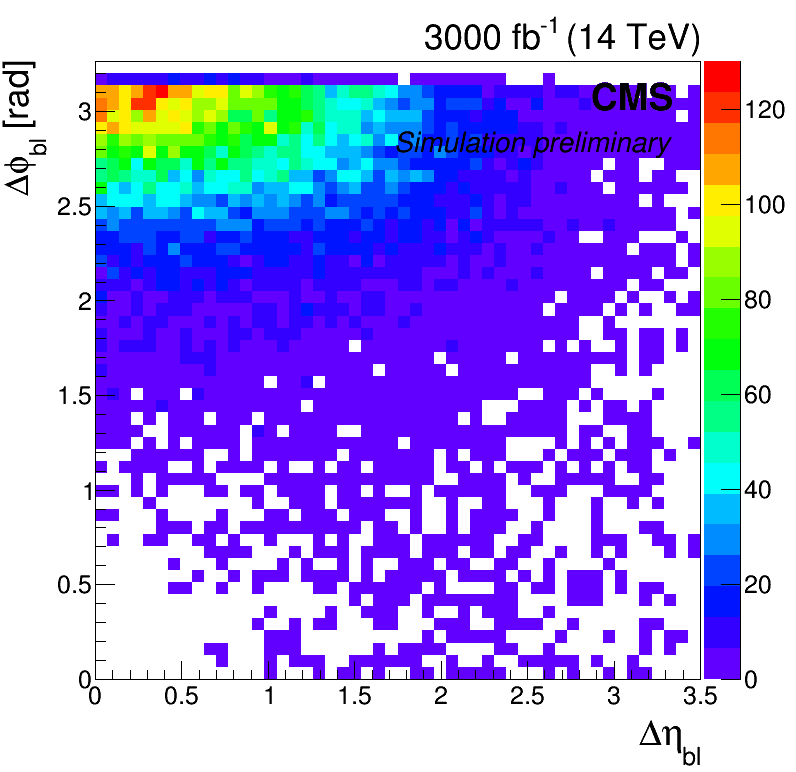 3000 fb⁻¹ (14 TeV)
CMS
Simulation preliminary
Δϕ_bl [rad]
3
2.5
2
1.5
1
0.5
0
0 0.5 1 1.5 2 2.5 3 3.5
Δη_bl
120
100
80
60
40
20
0